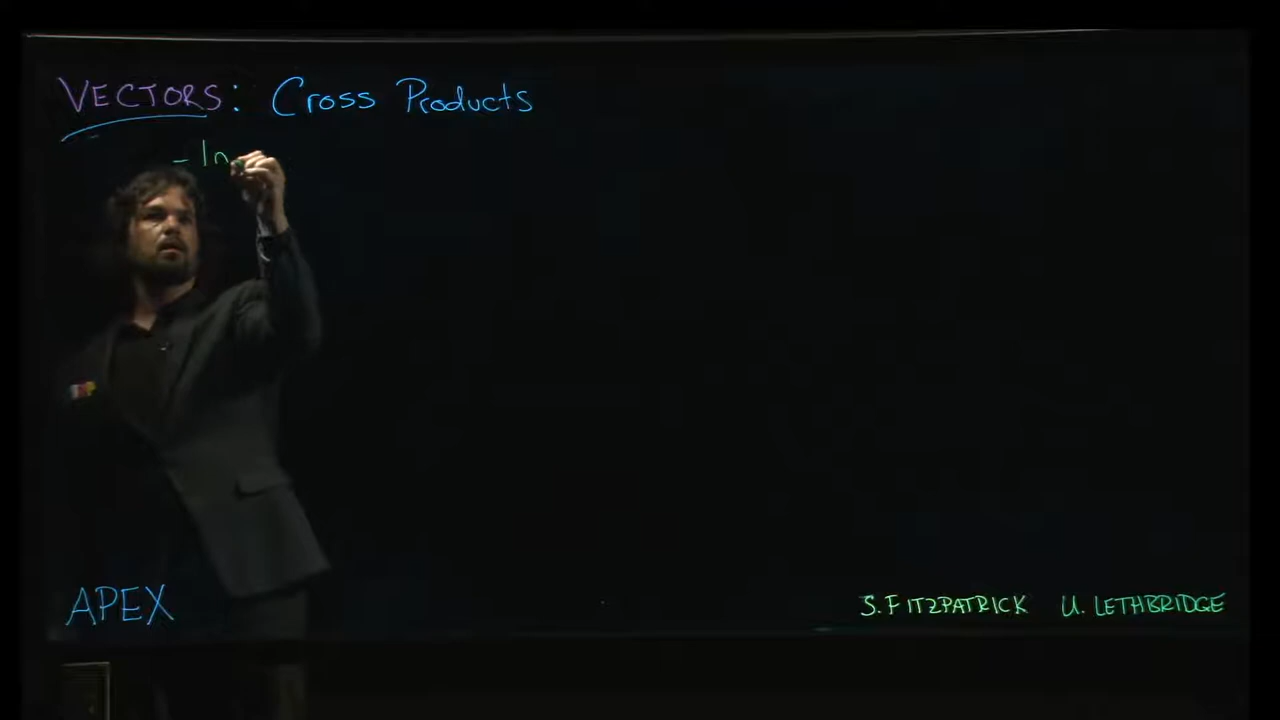 VECTORS: Cross Products
- In
APEX
S. FITZPATRICK U. LETHBRIDGE